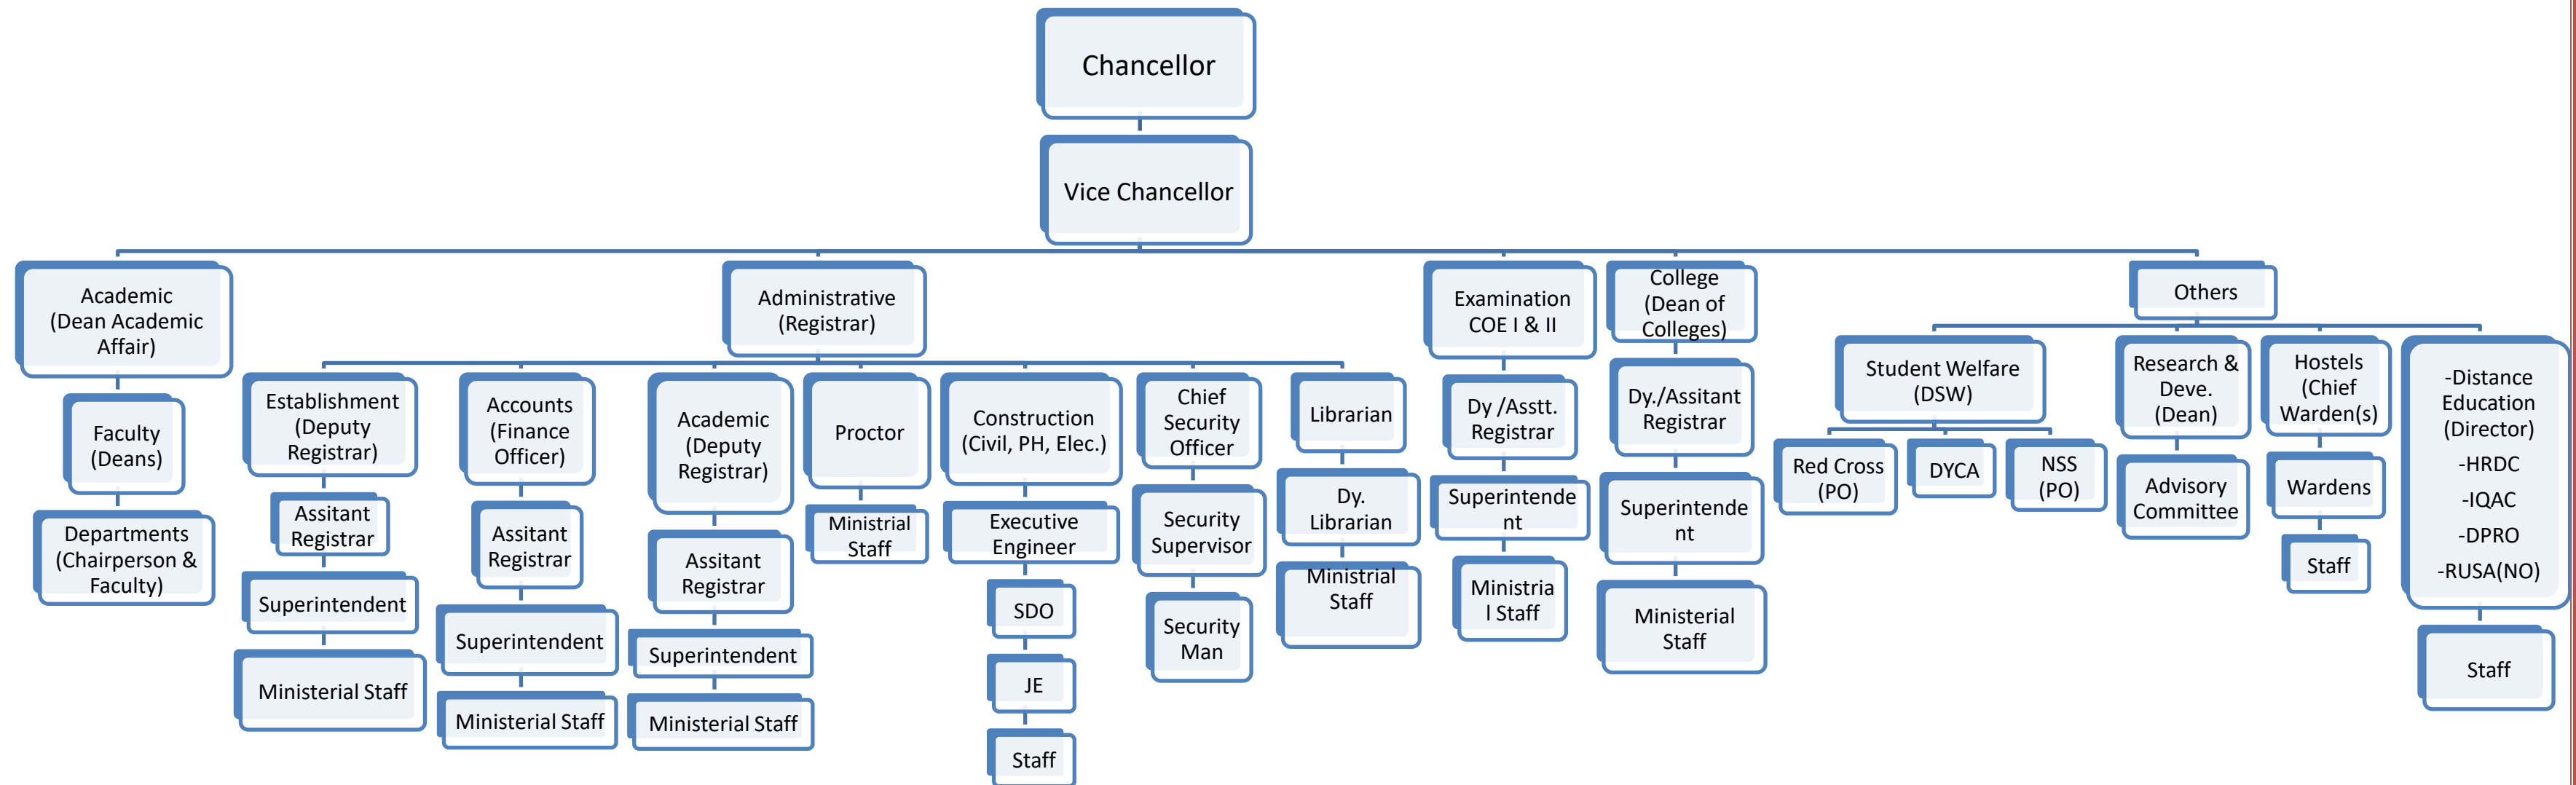 Chancellor
Vice Chancellor
Academic
(Dean Academic
Affair)
Faculty
(Deans)
Departments
(Chairperson &
Faculty)
Administrative
(Registrar)
Establishment
(Deputy
Registrar)
Assitant
Registrar
Superintendent
Ministerial Staff
Accounts
(Finance
Officer)
Assitant
Registrar
Superintendent
Ministerial Staff
Academic
(Deputy
Registrar)
Assitant
Registrar
Superintendent
Ministerial Staff
Proctor
Ministrial
Staff
Construction
(Civil, PH, Elec.)
Executive
Engineer
SDO
JE
Staff
Chief
Security
Officer
Security
Supervisor
Security
Man
Librarian
Dy.
Librarian
Ministrial
Staff
Examination
COE I & II
Dy /Asstt.
Registrar
Superintende
nt
Ministria
l Staff
College
(Dean of
Colleges)
Dy./Assitant
Registrar
Superintende
nt
Ministerial
Staff
Others
Student Welfare
(DSW)
Red Cross
(PO)
DYCA
NSS
(PO)
Research &
Deve.
(Dean)
Advisory
Committee
Hostels
(Chief
Warden(s)
Wardens
Staff
-Distance
Education
(Director)
-HRDC
-IQAC
-DPRO
-RUSA(NO)
Staff